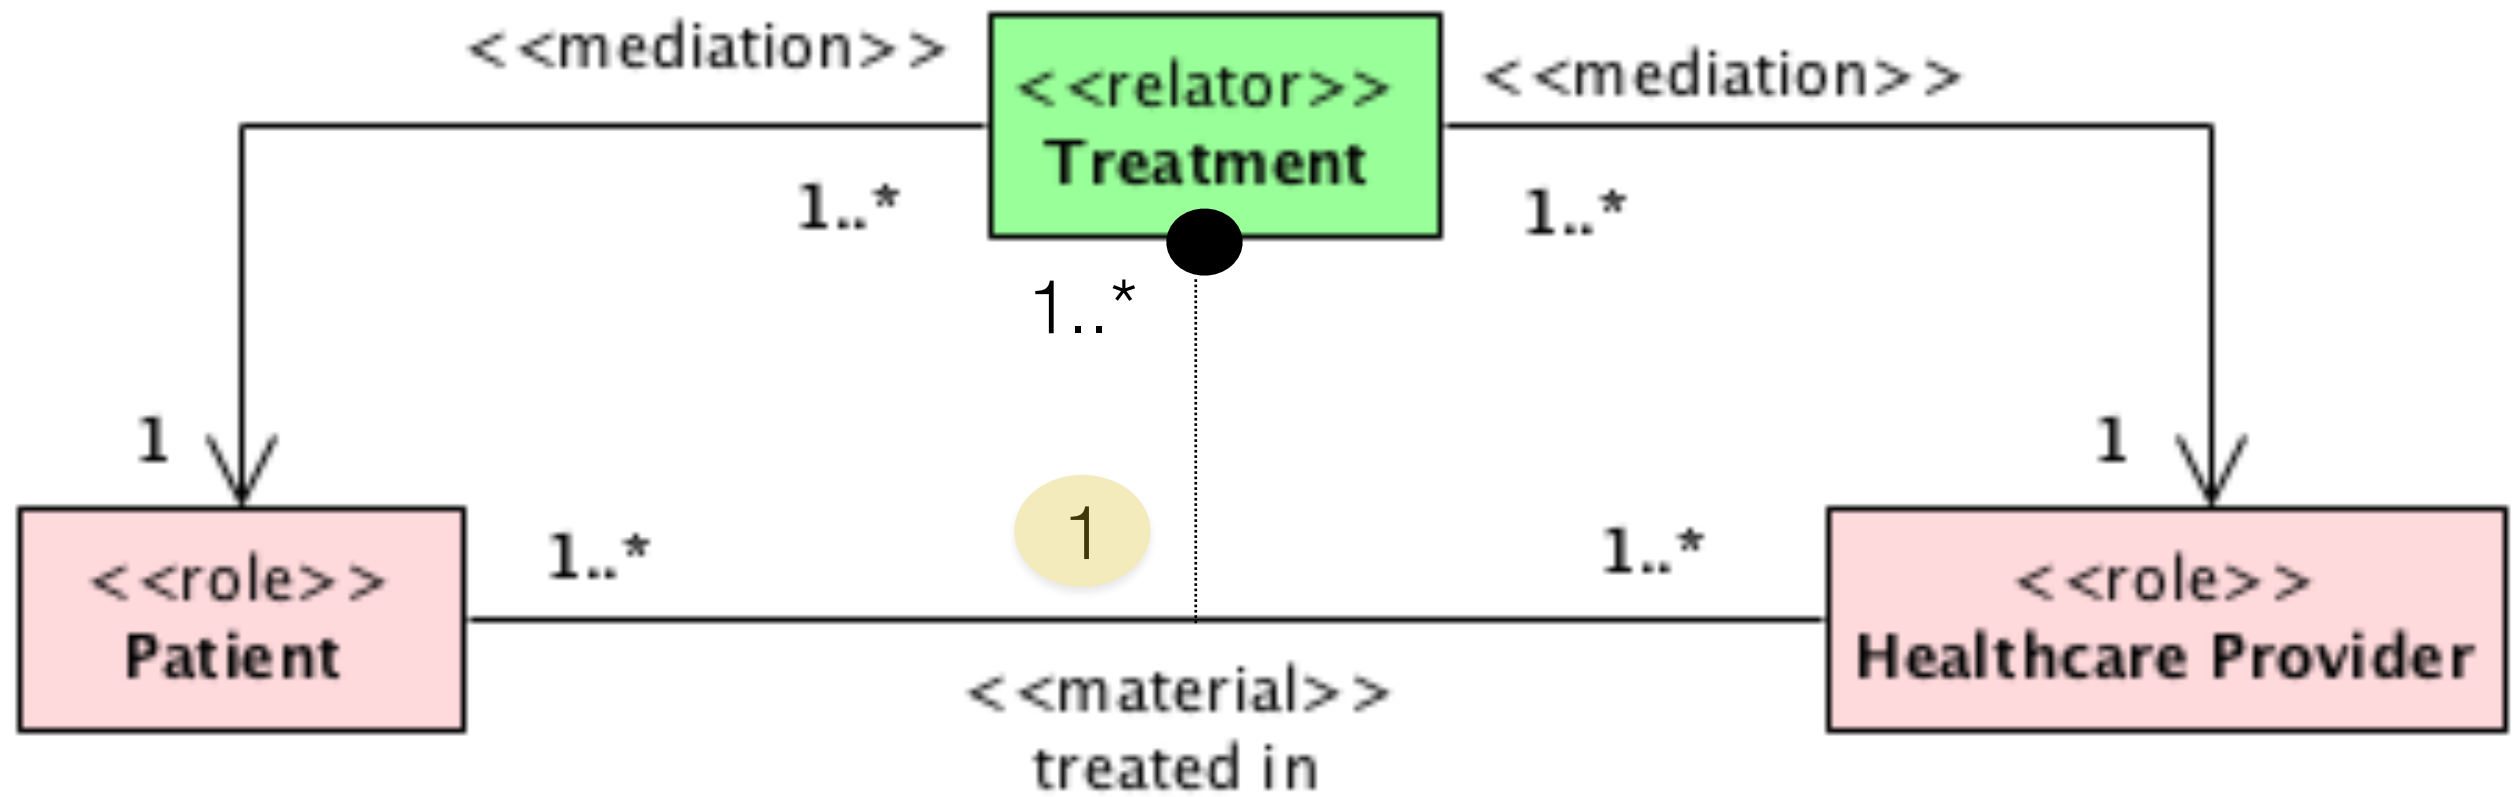 <<mediation>>
<<relator>>
Treatment
<<mediation>>
1..*
1..*
1..*
1
1
<<role>>
Patient
1..*
1
1..*
<<role>>
Healthcare Provider
<<material>>
treated in